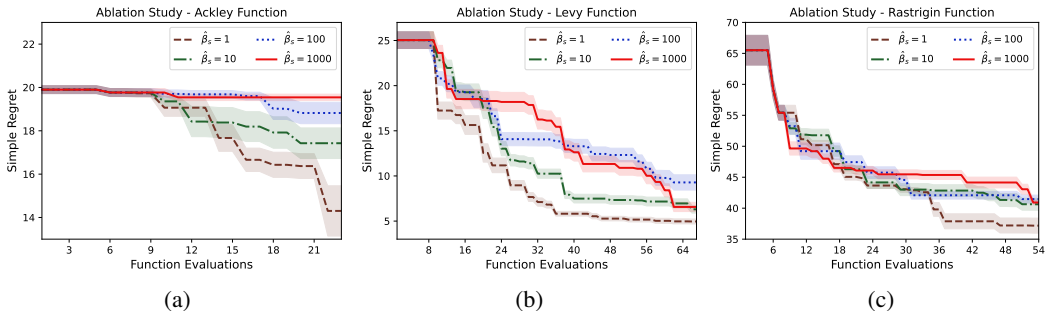 Ablation Study - Ackley Function
Simple Regret
22
20
18
16
14
β̂ₛ = 1
β̂ₛ = 10
β̂ₛ = 100
β̂ₛ = 1000
3 6 9 12 15 18 21
Function Evaluations
(a)
Ablation Study - Levy Function
Simple Regret
25
20
15
10
5
β̂ₛ = 1
β̂ₛ = 10
β̂ₛ = 100
β̂ₛ = 1000
8 16 24 32 40 48 56 64
Function Evaluations
(b)
Ablation Study - Rastrigin Function
Simple Regret
70
65
60
55
50
45
40
35
β̂ₛ = 1
β̂ₛ = 10
β̂ₛ = 100
β̂ₛ = 1000
6 12 18 24 30 36 42 48 54
Function Evaluations
(c)